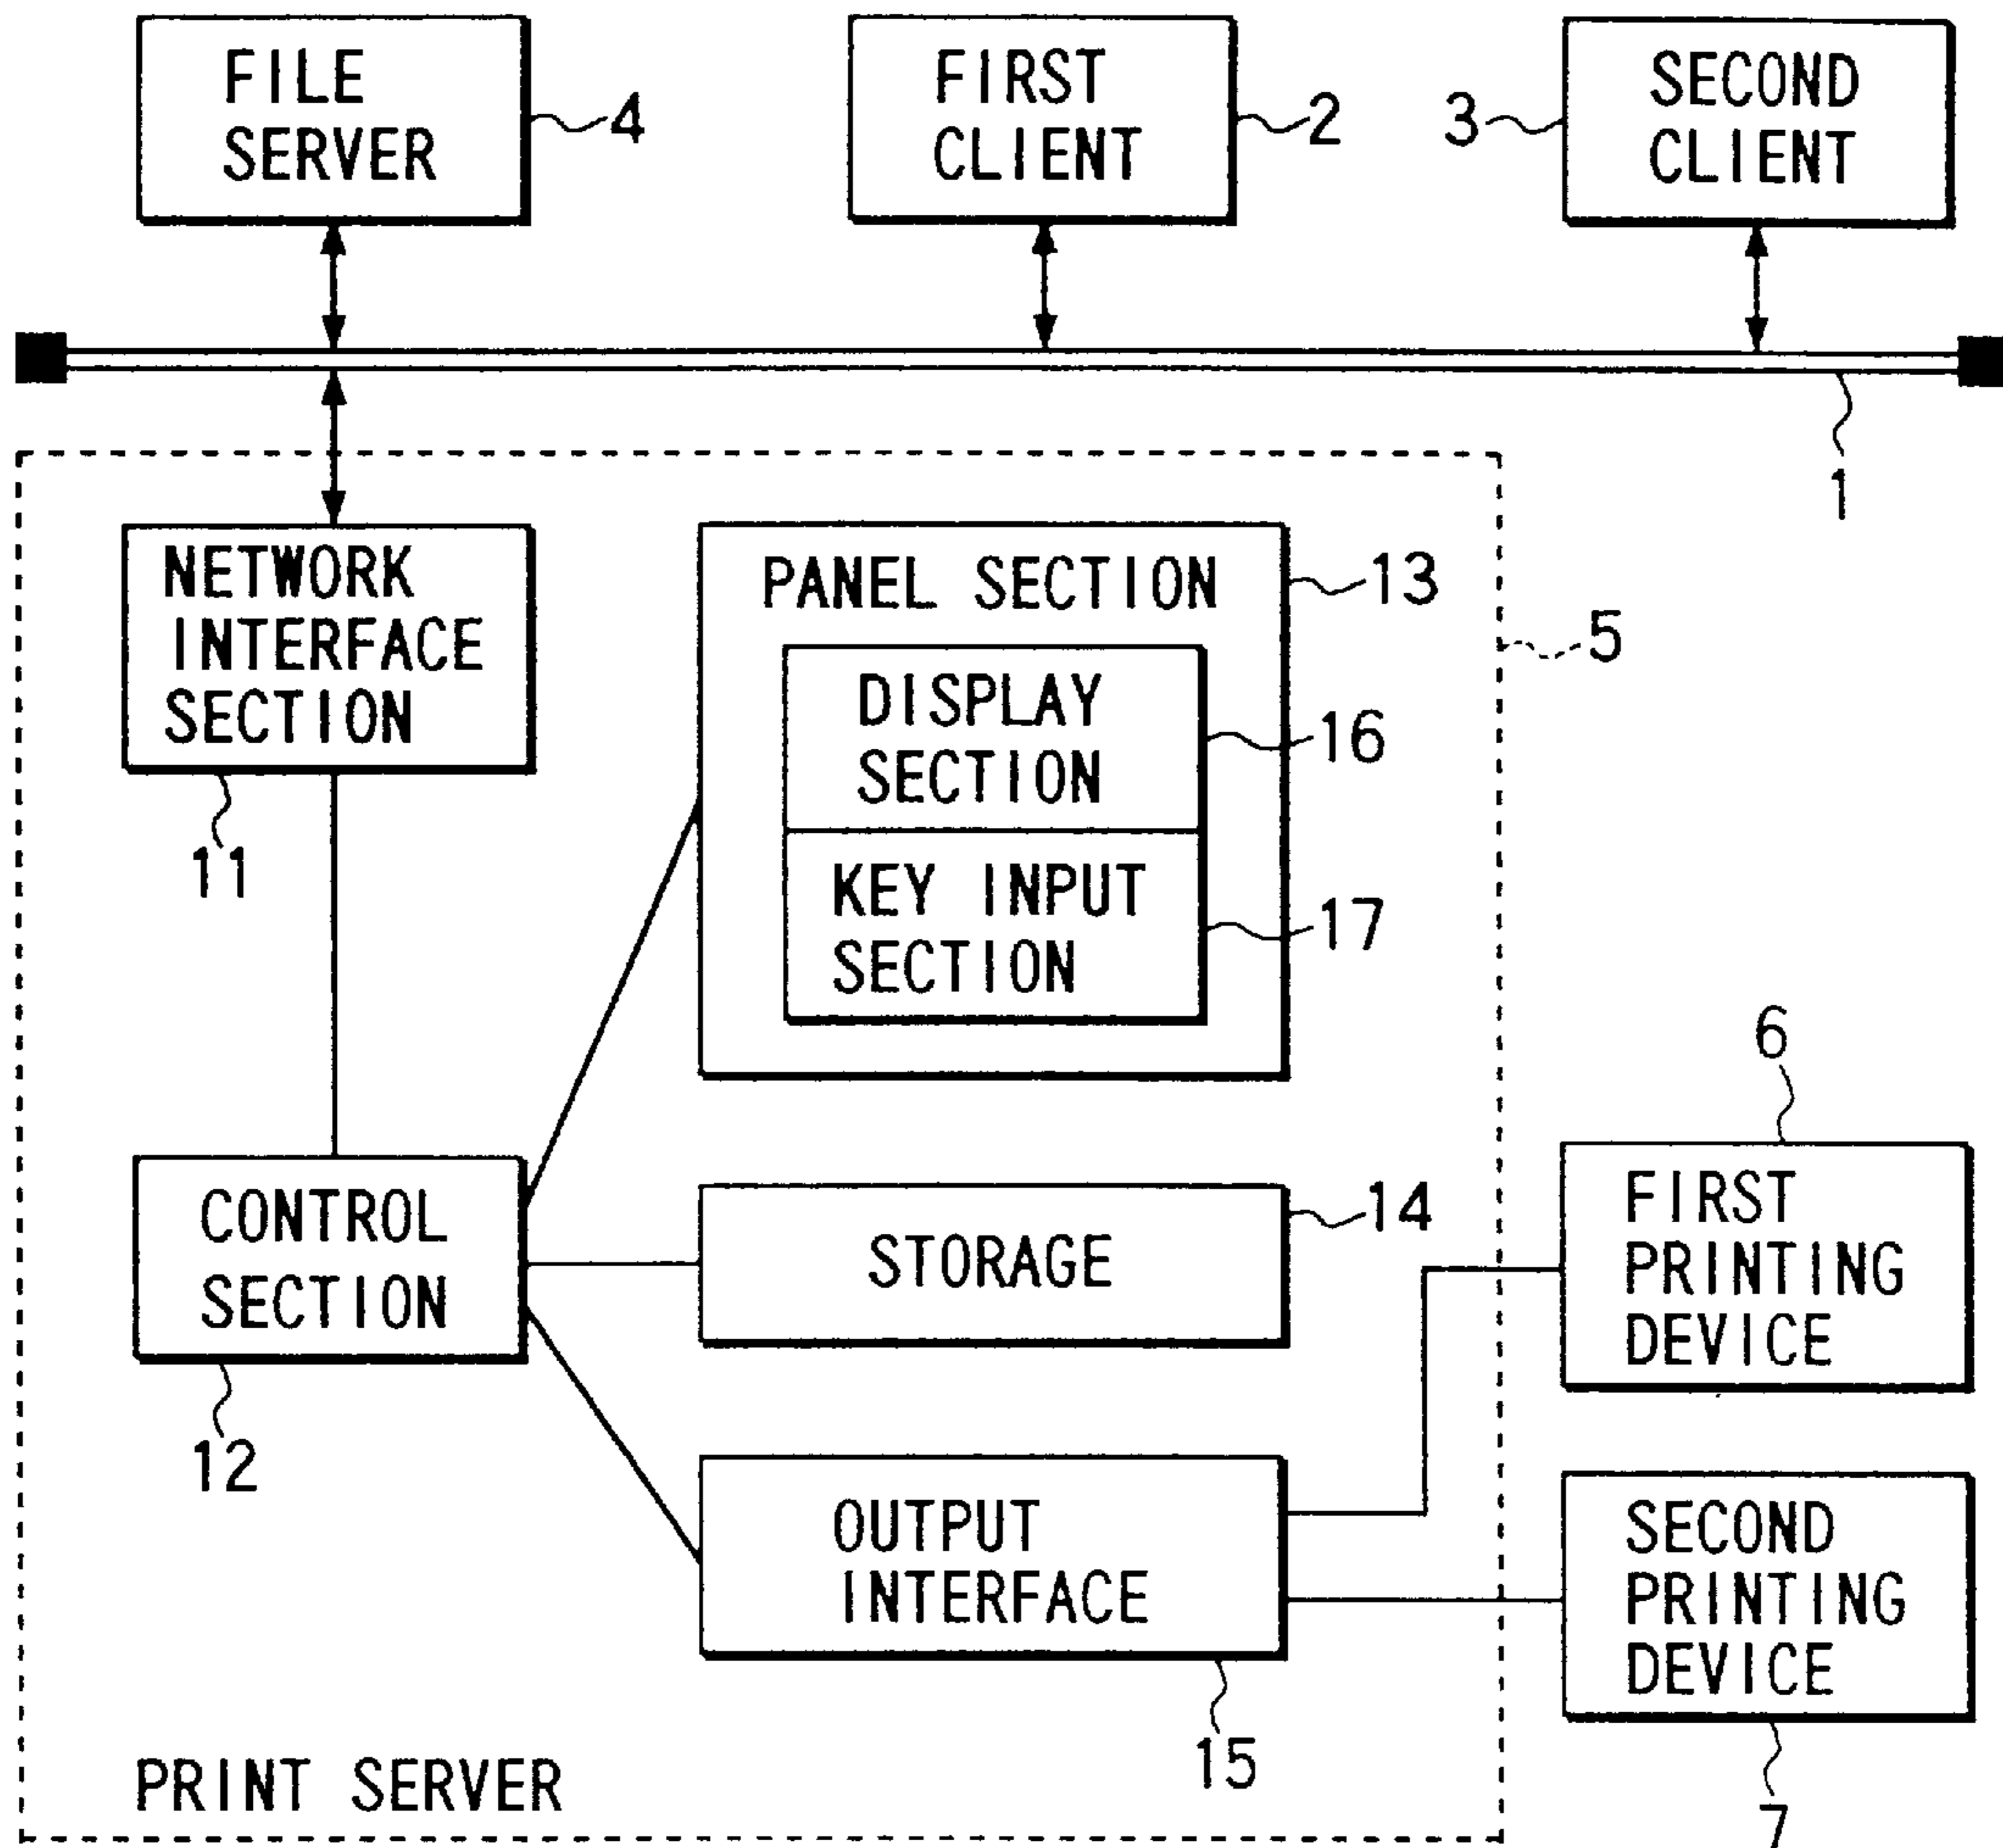 FILE
SERVER
4
FIRST
CLIENT
2
3
SECOND
CLIENT
1
NETWORK
INTERFACE
SECTION
11
PANEL SECTION
13
5
DISPLAY
SECTION
16
KEY INPUT
SECTION
17
6
CONTROL
SECTION
12
STORAGE
14
FIRST
PRINTING
DEVICE
OUTPUT
INTERFACE
15
SECOND
PRINTING
DEVICE
7
PRINT SERVER